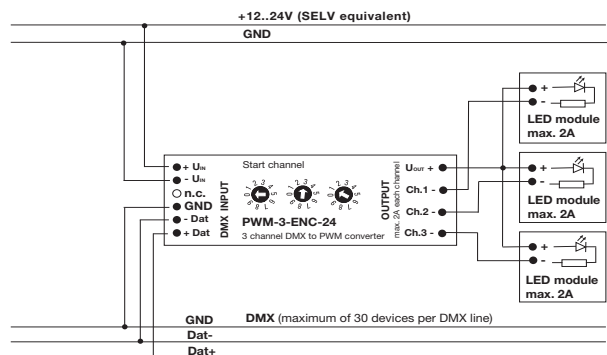 +12..24V (SELV equivalent)
GND
+ UIN
- UIN
n.c.
GND
- Dat
+ Dat
DMX INPUT
Start channel
PWM-3-ENC-24
3 channel DMX to PWM converter
OUTPUT
max. 2A each channel
UOUT +
Ch.1 -
Ch.2 -
Ch.3 -
+
-
LED module
max. 2A
+
-
LED module
max. 2A
+
-
LED module
max. 2A
GND
DMX (maximum of 30 devices per DMX line)
Dat-
Dat+